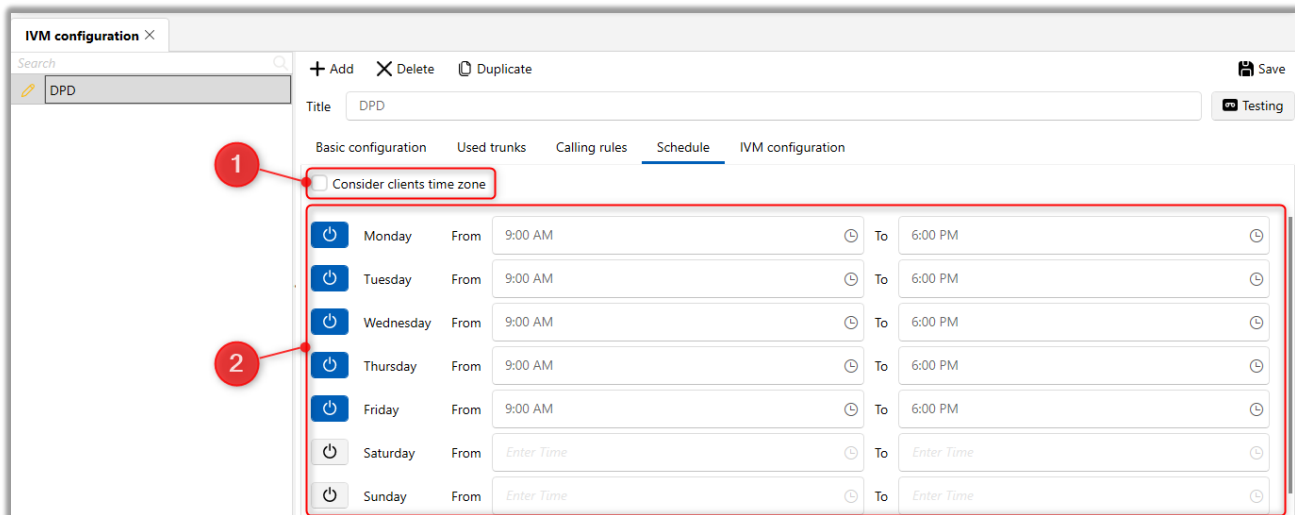 IVM configuration
Search
Add Delete Duplicate Save
DPD
Title DPD Testing
Basic configuration Used trunks Calling rules Schedule IVM configuration
1
Consider clients time zone
Monday From 9:00 AM To 6:00 PM
Tuesday From 9:00 AM To 6:00 PM
Wednesday From 9:00 AM To 6:00 PM
2
Thursday From 9:00 AM To 6:00 PM
Friday From 9:00 AM To 6:00 PM
Saturday From Enter Time To Enter Time
Sunday From Enter Time To Enter Time